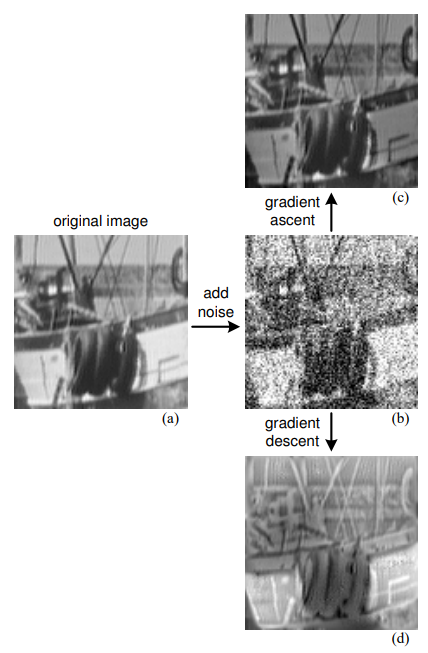 (c)
gradient
ascent
original image
add
noise
(a)
(b)
gradient
descent
(d)